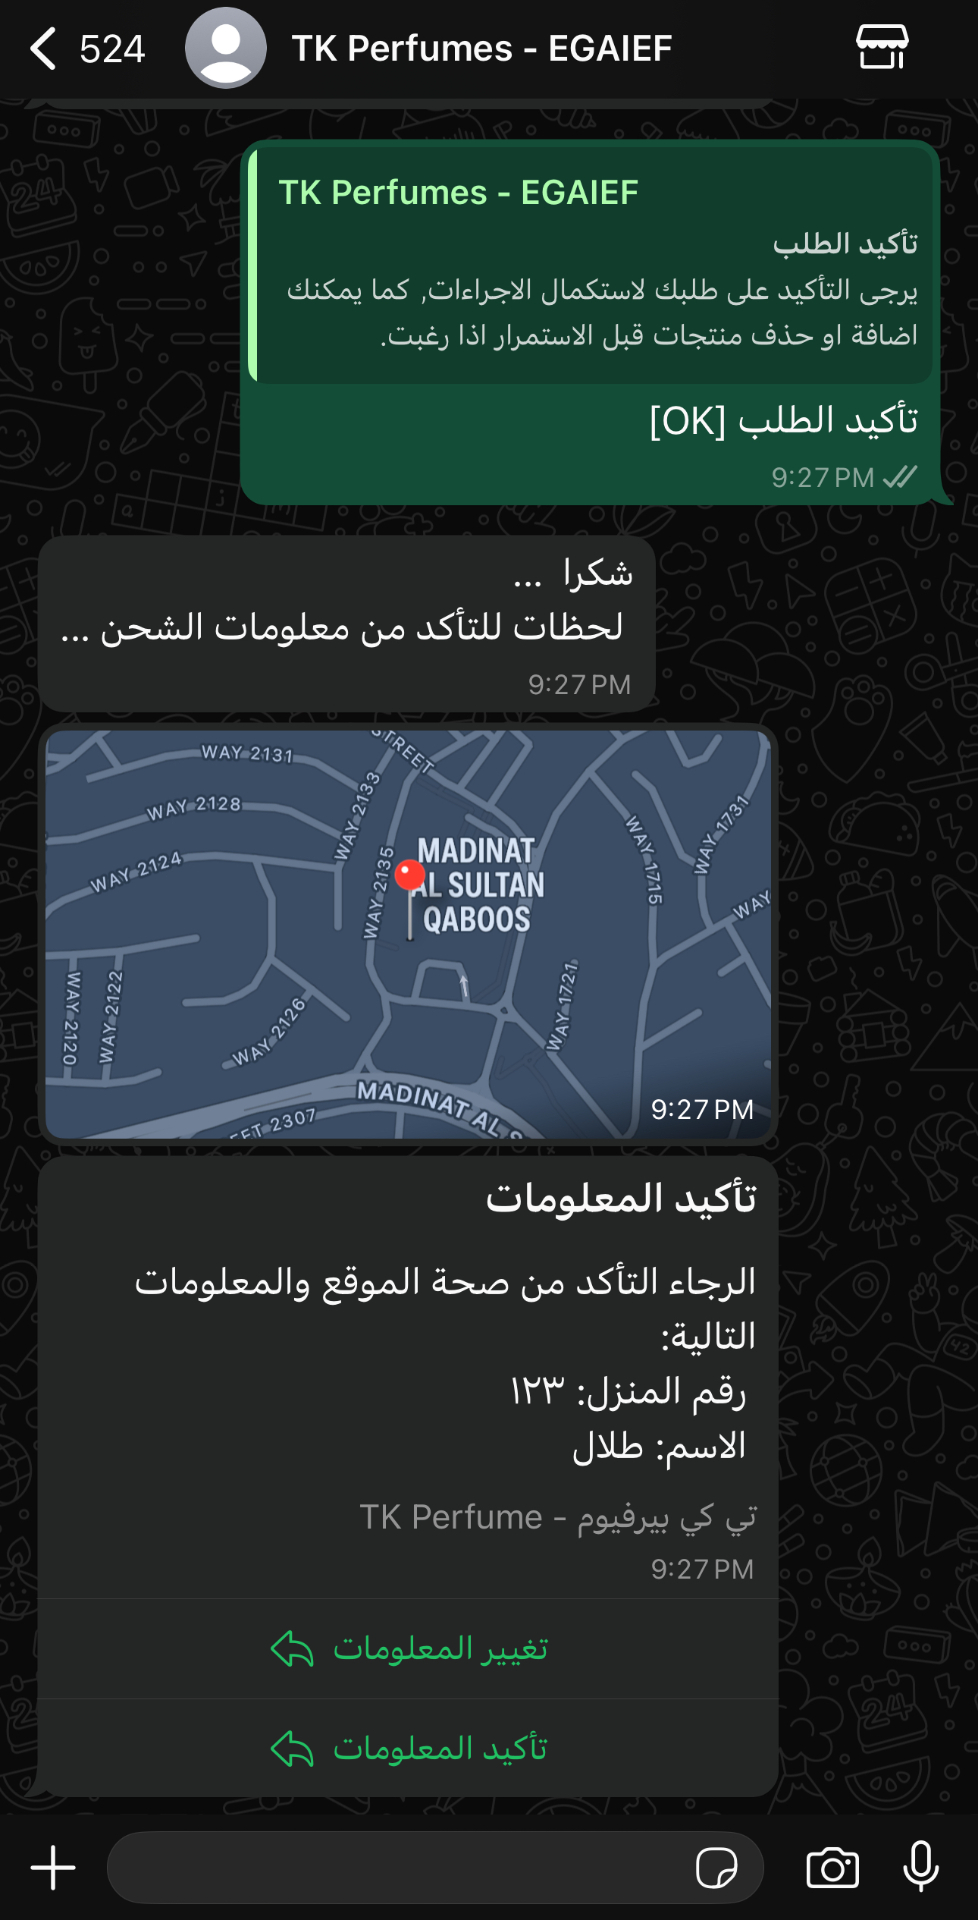 524
TK Perfumes - EGAIEF
TK Perfumes - EGAIEF
تأكيد الطلب
يرجى التأكيد على طلبك لاستكمال الاجراءات, كما يمكنك
اضافة او حذف منتجات قبل الاستمرار اذا رغبت.
تأكيد الطلب [OK]
9:27 PM
شكرا ...
لحظات للتأكد من معلومات الشحن ...
9:27 PM
STREET
WAY 2131
WAY 2133
WAY 2128
WAY 1731
WAY 1715
WAY 2124
WAY 2135
MADINAT
AL SULTAN
QABOOS
WAY
WAY 2120
WAY 2122
WAY 2126
WAY 1721
MADINAT AL S
2307
9:27 PM
تأكيد المعلومات
الرجاء التأكد من صحة الموقع والمعلومات
التالية:
رقم المنزل: ١٢٣
الاسم: طلال
تي كي بيرفيوم - TK Perfume
9:27 PM
تغيير المعلومات
تأكيد المعلومات